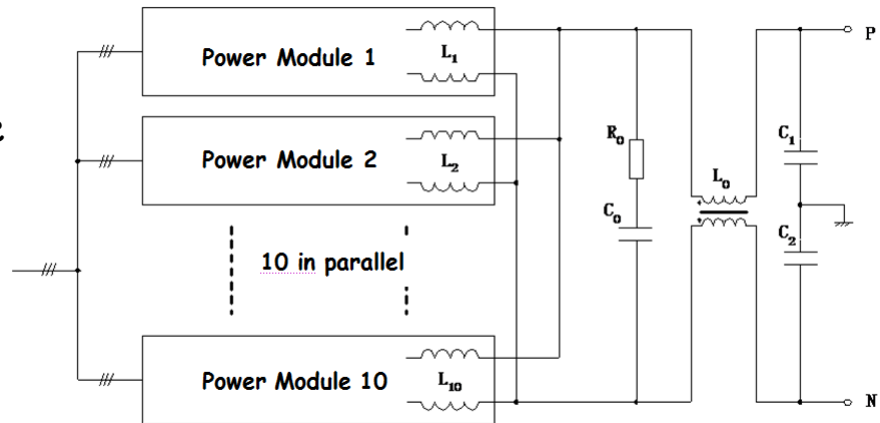 Power Module 1
L1
P
Power Module 2
L2
R0
C1
L0
C0
C2
10 in parallel
Power Module 10
L10
N